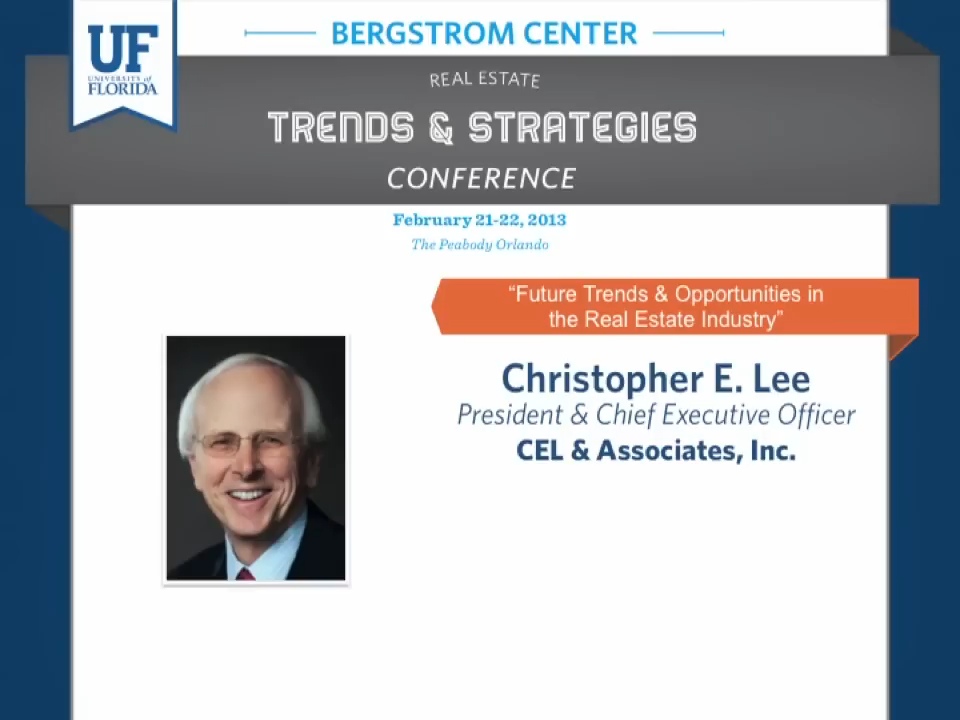 UF
UNIVERSITY of
FLORIDA
BERGSTROM CENTER
REAL ESTATE
TRENDS & STRATEGIES
CONFERENCE
February 21-22, 2013
The Peabody Orlando
“Future Trends & Opportunities in
the Real Estate Industry”
Christopher E. Lee
President & Chief Executive Officer
CEL & Associates, Inc.